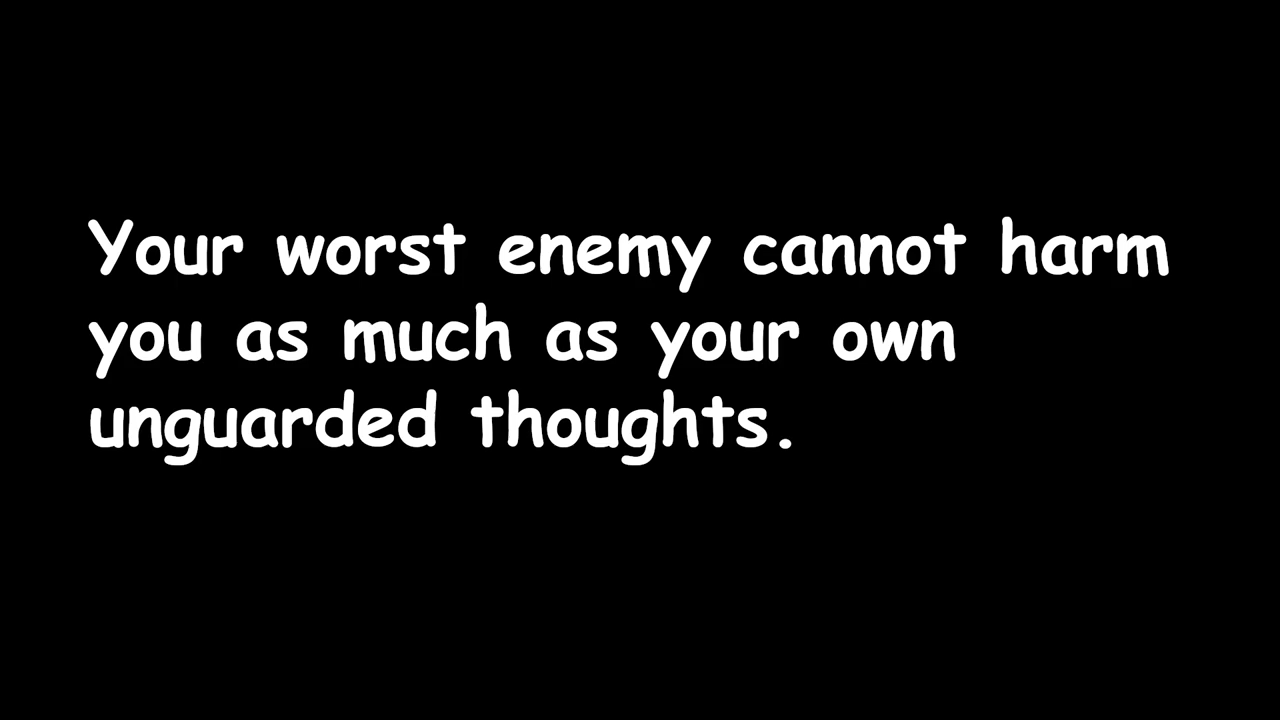 Your worst enemy cannot harm
you as much as your own
unguarded thoughts.